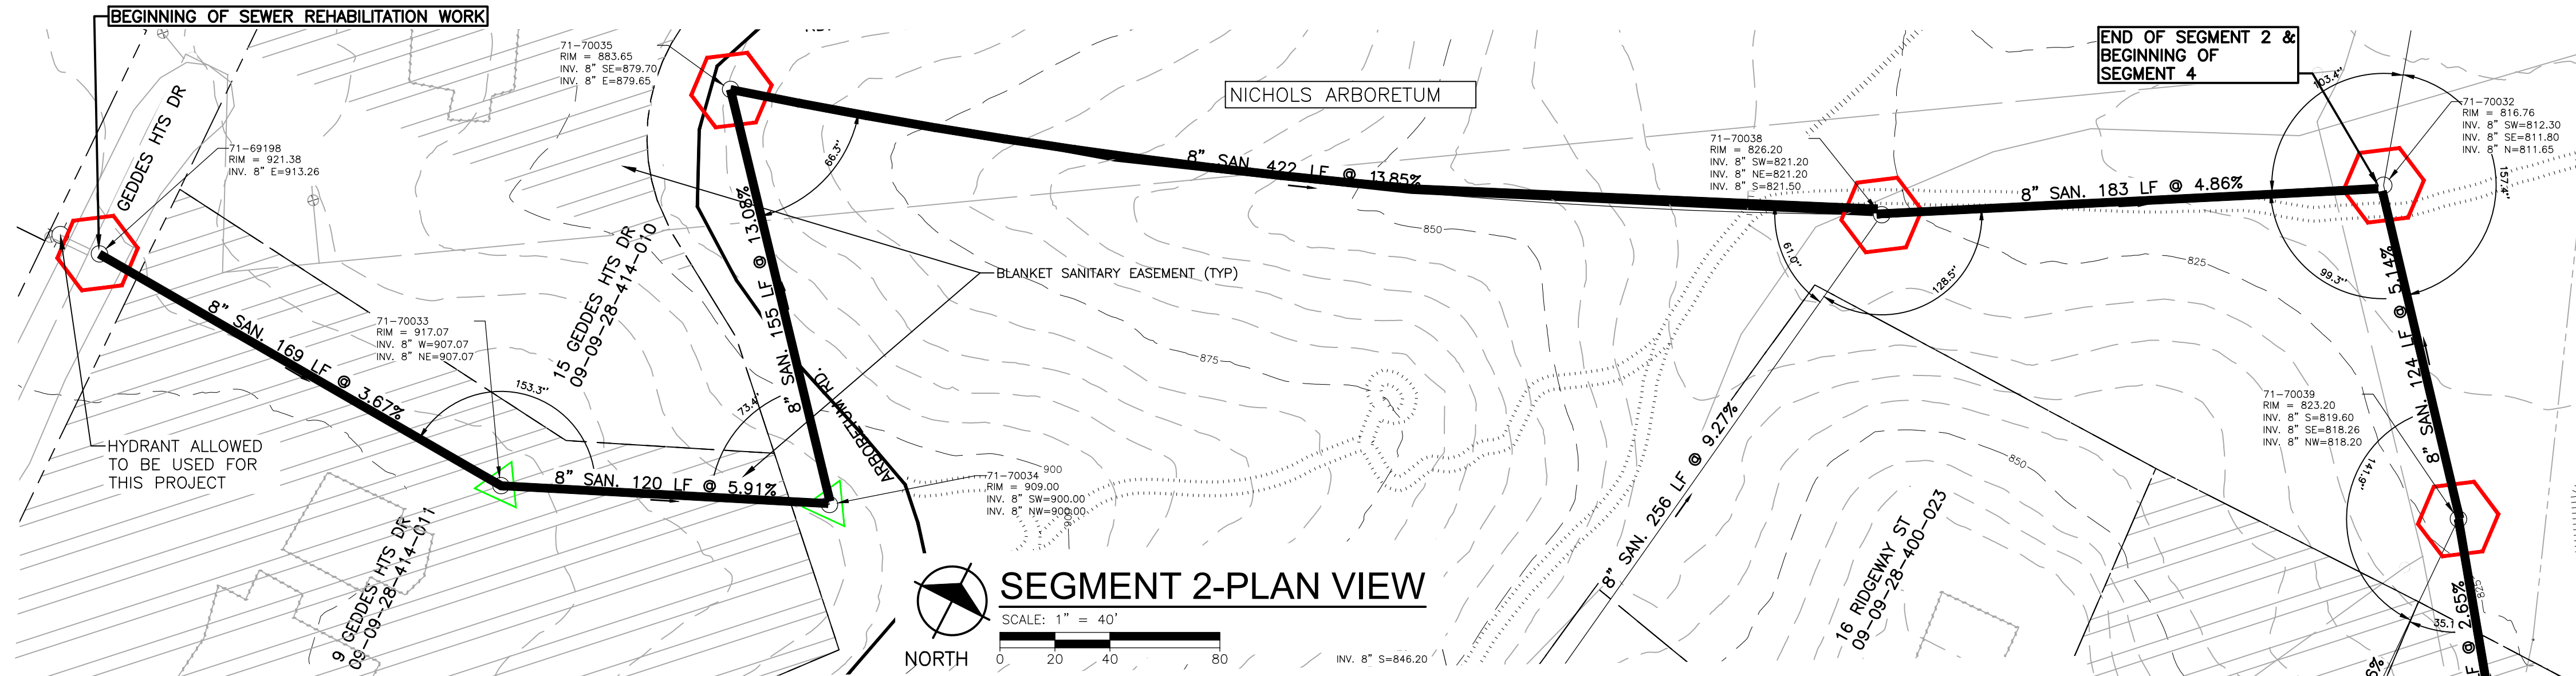 BEGINNING OF SEWER REHABILITATION WORK
GEDDES HTS DR
71-69198
RIM = 921.38
INV. 8" E=913.26
HYDRANT ALLOWED
TO BE USED FOR
THIS PROJECT
8" SAN. 169 LF @ 3.67%
71-70033
RIM = 917.07
INV. 8" W=907.07
INV. 8" NE=907.07
153.3°
9 GEDDES HTS DR
09-09-28-414-011
15 GEDDES HTS DR
09-09-28-414-010
8" SAN. 120 LF @ 5.91%
73.4°
71-70035
RIM = 883.65
INV. 8" SE=879.70
INV. 8" E=879.65
66.3°
8" SAN. 155 LF @ 13.08%
ARBORETUM RD.
BLANKET SANITARY EASEMENT (TYP)
71-70034
RIM = 909.00
INV. 8" SW=900.00
INV. 8" NW=900.00
900
875
850
NICHOLS ARBORETUM
8" SAN. 422 LF @ 13.85%
71-70038
RIM = 826.20
INV. 8" SW=821.20
INV. 8" NE=821.20
INV. 8" S=821.50
61.0°
128.5°
8" SAN. 256 LF @ 9.27%
16 RIDGEWAY ST
09-09-28-400-023
8" SAN. 183 LF @ 4.86%
825
850
END OF SEGMENT 2 &
BEGINNING OF
SEGMENT 4
103.4°
71-70032
RIM = 816.76
INV. 8" SW=812.30
INV. 8" SE=811.80
INV. 8" N=811.65
157.4°
99.3°
8" SAN. 124 LF @ 5.14%
71-70039
RIM = 823.20
INV. 8" S=819.60
INV. 8" SE=818.26
INV. 8" NW=818.20
141.9°
35.1
825
LF @ 2.65%
6%
SEGMENT 2-PLAN VIEW
SCALE: 1" = 40'
NORTH
0 20 40 80
INV. 8" S=846.20